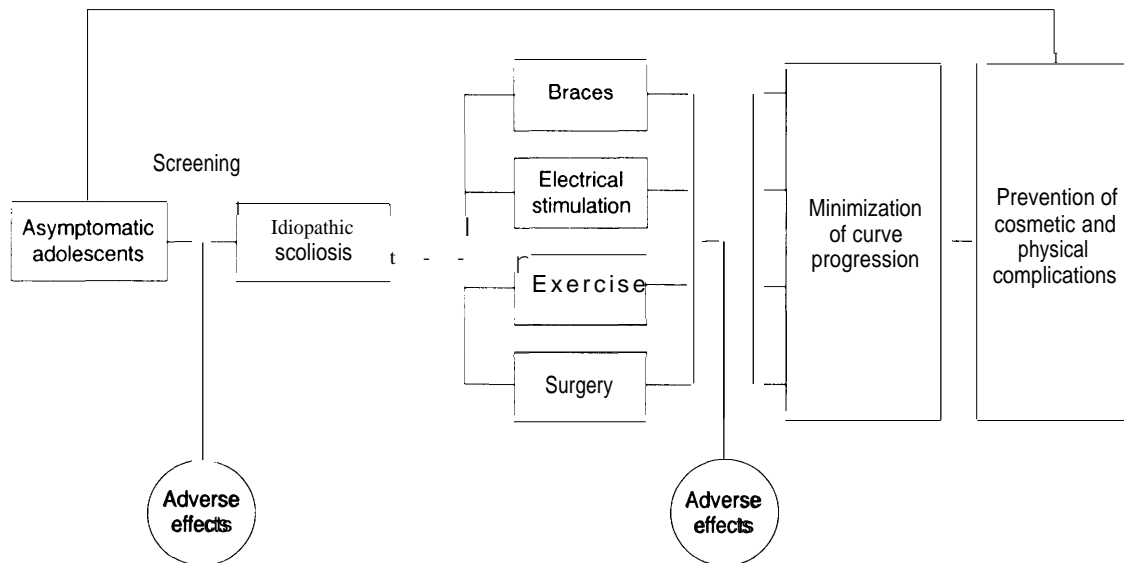 Screening
Asymptomatic
adolescents
Idiopathic
scoliosis
Braces
Electrical
stimulation
Exercise
Surgery
Minimization
of curve
progression
Prevention of
cosmetic and
physical
complications
Adverse
effects
Adverse
effects